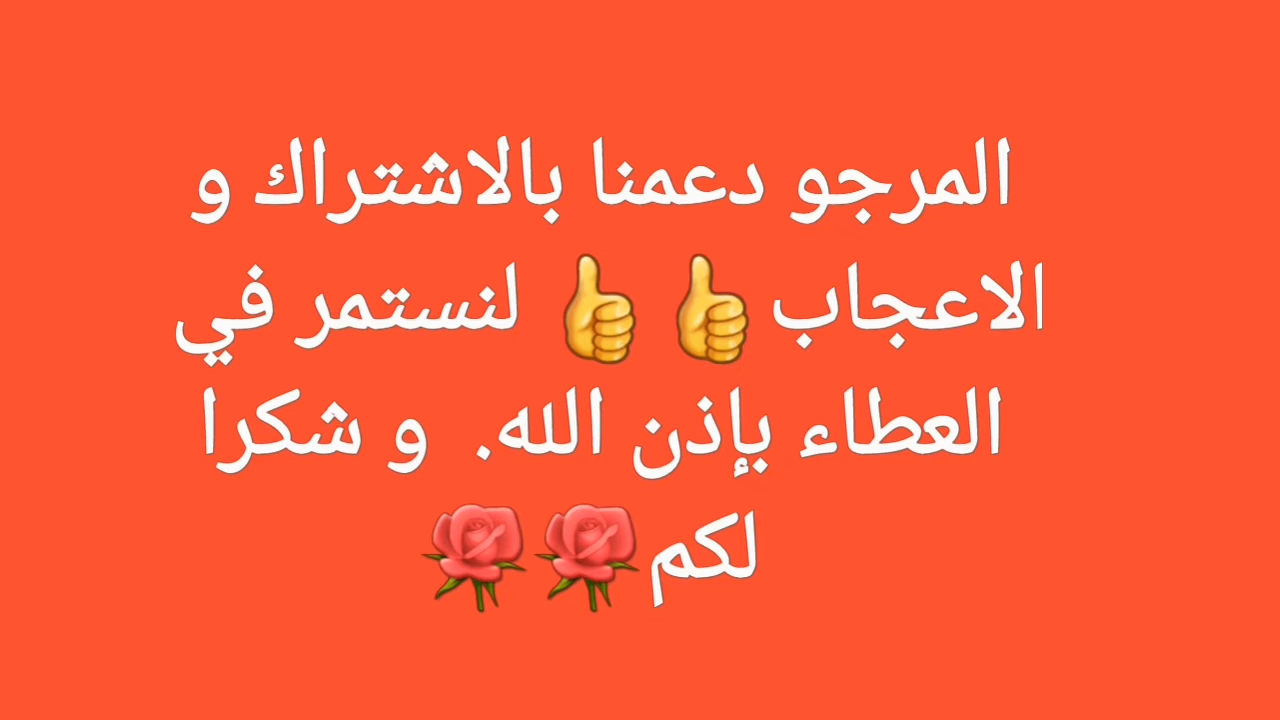 المرجو دعمنا بالاشتراك و
الاعجاب👍👍 لنستمر في
العطاء بإذن الله. و شكرا
لكم🌹🌹